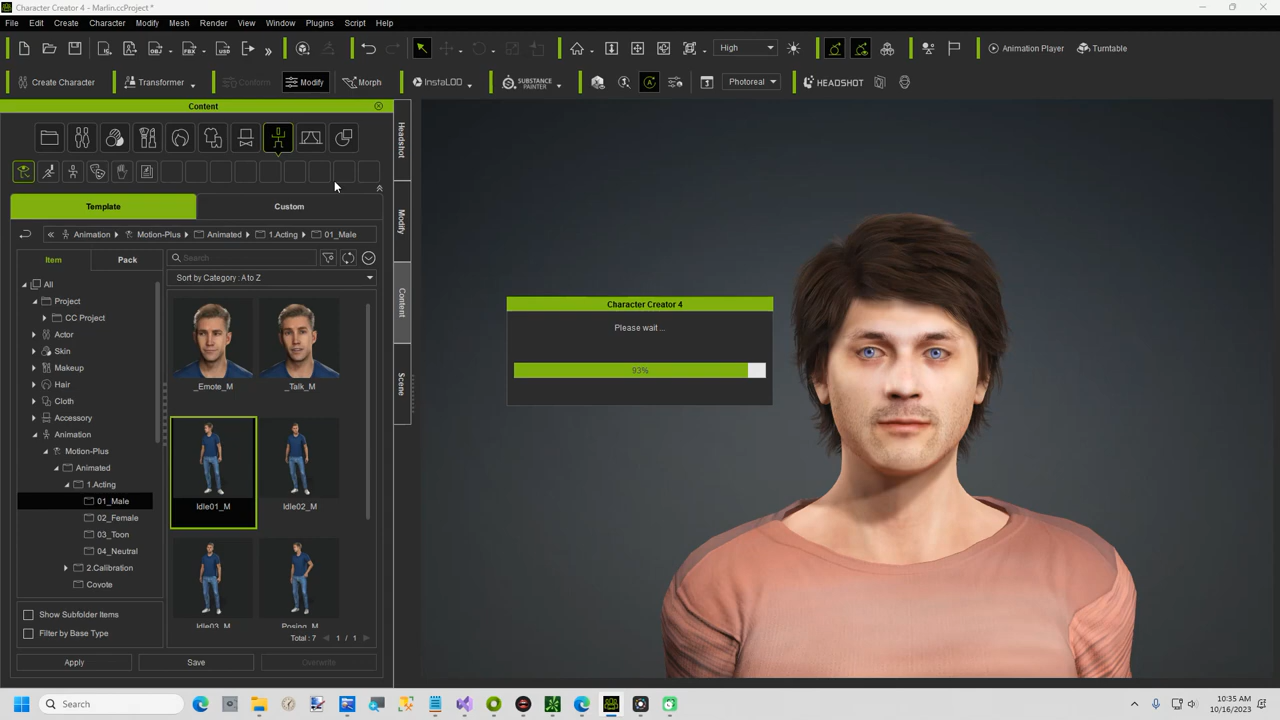 Character Creator 4 - Marlin.ccProject *
File Edit Create Character Modify Mesh Render View Window Plugins Script Help
High Animation Player Turntable
Create Character Transformer Conform Modify Morph InstaLOD SUBSTANCE PAINTER Photoreal HEADSHOT
Content
Headshot
Modify
Content
Scene
Template Custom
Animation Motion-Plus Animated 1.Acting 01_Male
Item Pack
Search
Sort by Category : A to Z
All
Project
CC Project
Actor
Skin
Makeup
Hair
Cloth
Accessory
Animation
Motion-Plus
Animated
1.Acting
01_Male
02_Female
03_Toon
04_Neutral
2.Calibration
Coyote
_Emote_M _Talk_M
Idle01_M Idle02_M
Idle03_M Posing_M
Show Subfolder Items
Filter by Base Type
Total : 7 1 / 1
Apply Save Overwrite
Character Creator 4
Please wait ...
93%
Search
10:35 AM
10/16/2023